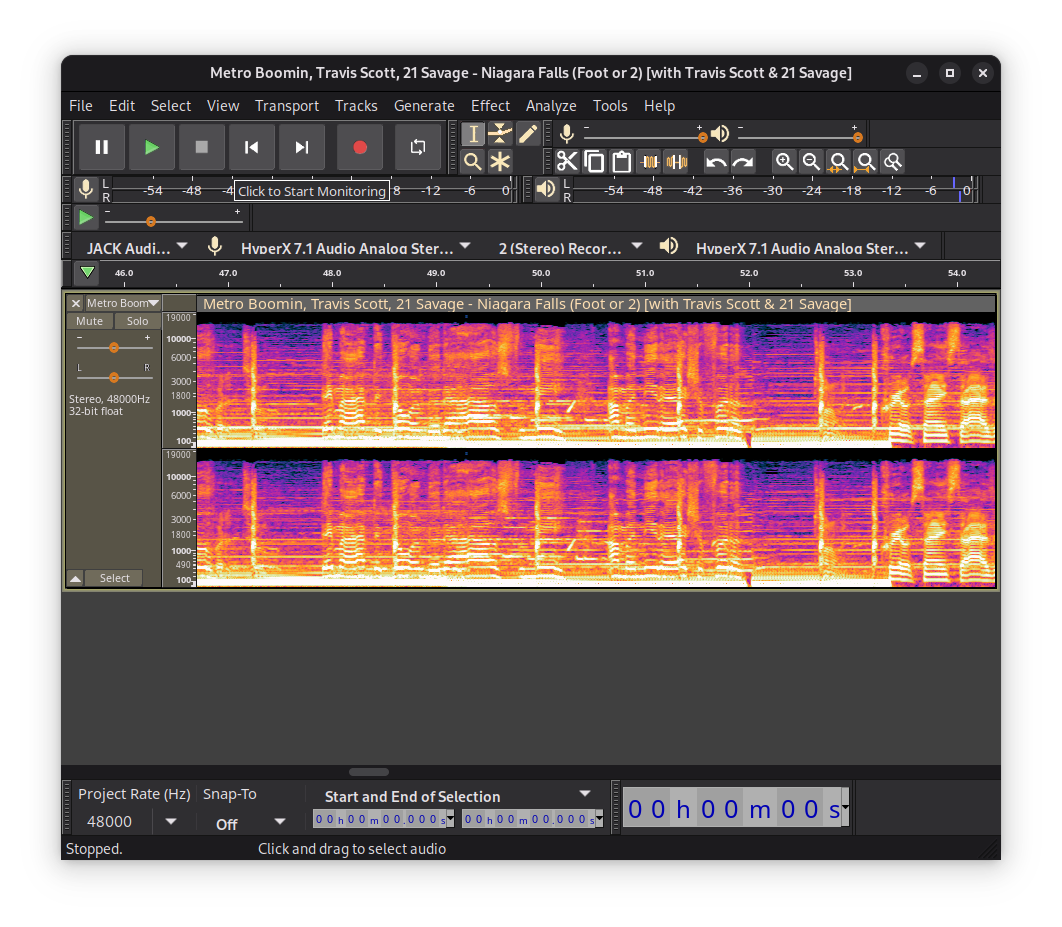 Metro Boomin, Travis Scott, 21 Savage - Niagara Falls (Foot or 2) [with Travis Scott & 21 Savage]
File Edit Select View Transport Tracks Generate Effect Analyze Tools Help
L R -54 -48 -4 Click to Start Monitoring 8 -12 -6 0 L R -54 -48 -42 -36 -30 -24 -18 -12 -6 0
JACK Audi... HyperX 7.1 Audio Analog Ster... 2 (Stereo) Recor... HyperX 7.1 Audio Analog Ster...
46.0 47.0 48.0 49.0 50.0 51.0 52.0 53.0 54.0
Metro Boom Metro Boomin, Travis Scott, 21 Savage - Niagara Falls (Foot or 2) [with Travis Scott & 21 Savage]
Mute Solo
- +
L R
Stereo, 48000Hz
32-bit float
19000
10000
6000
3000
1800
1000
100
19000
10000
6000
3000
1800
1000
490
100
Select
Project Rate (Hz) Snap-To Start and End of Selection
48000 Off 00h00m00.000s 00h00m00.000s 00h00m00s
Stopped. Click and drag to select audio